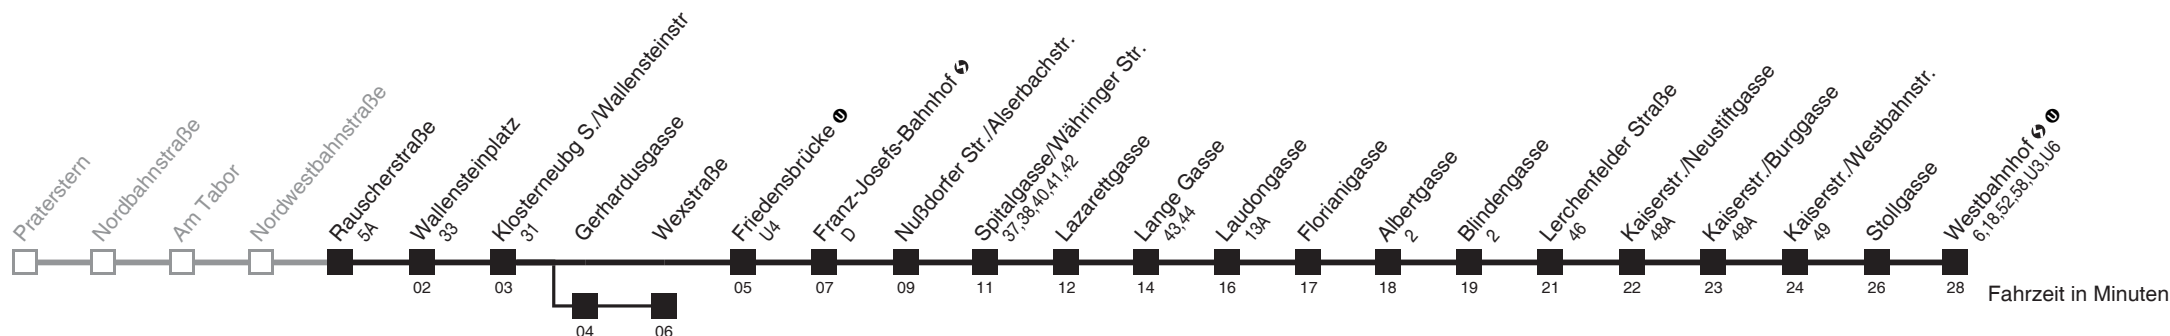 Praterstern
Nordbahnstraße
Am Tabor
Nordwestbahnstraße
Rauscherstraße
5A
Wallensteinplatz
33
Klosterneubg S./Wallensteinstr
31
Gerhardusgasse
Wexstraße
Friedensbrücke U
U4
Franz-Josefs-Bahnhof
D
Nußdorfer Str./Alserbachstr.
Spitalgasse/Währinger Str.
37,38,40,41,42
Lazarettgasse
Lange Gasse
43,44
Laudongasse
13A
Florianigasse
Albertgasse
2
Blindengasse
2
Lerchenfelder Straße
46
Kaiserstr./Neustiftgasse
48A
Kaiserstr./Burggasse
48A
Kaiserstr./Westbahnstr.
49
Stollgasse
Westbahnhof U
6,18,52,58,U3,U6
02 03 05 07 09 11 12 14 16 17 18 19 21 22 23 24 26 28 Fahrzeit in Minuten
04 06